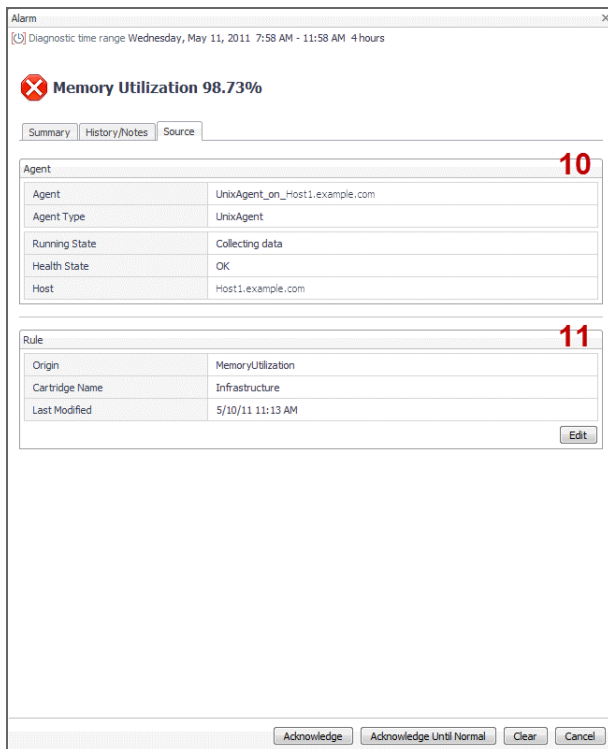 Alarm
Diagnostic time range Wednesday, May 11, 2011 7:58 AM - 11:58 AM 4 hours
Memory Utilization 98.73%
Summary History/Notes Source
10
Agent
Agent UnixAgent_on_Host1.example.com
Agent Type UnixAgent
Running State Collecting data
Health State OK
Host Host1.example.com
11
Rule
Origin MemoryUtilization
Cartridge Name Infrastructure
Last Modified 5/10/11 11:13 AM
Edit
Acknowledge Acknowledge Until Normal Clear Cancel